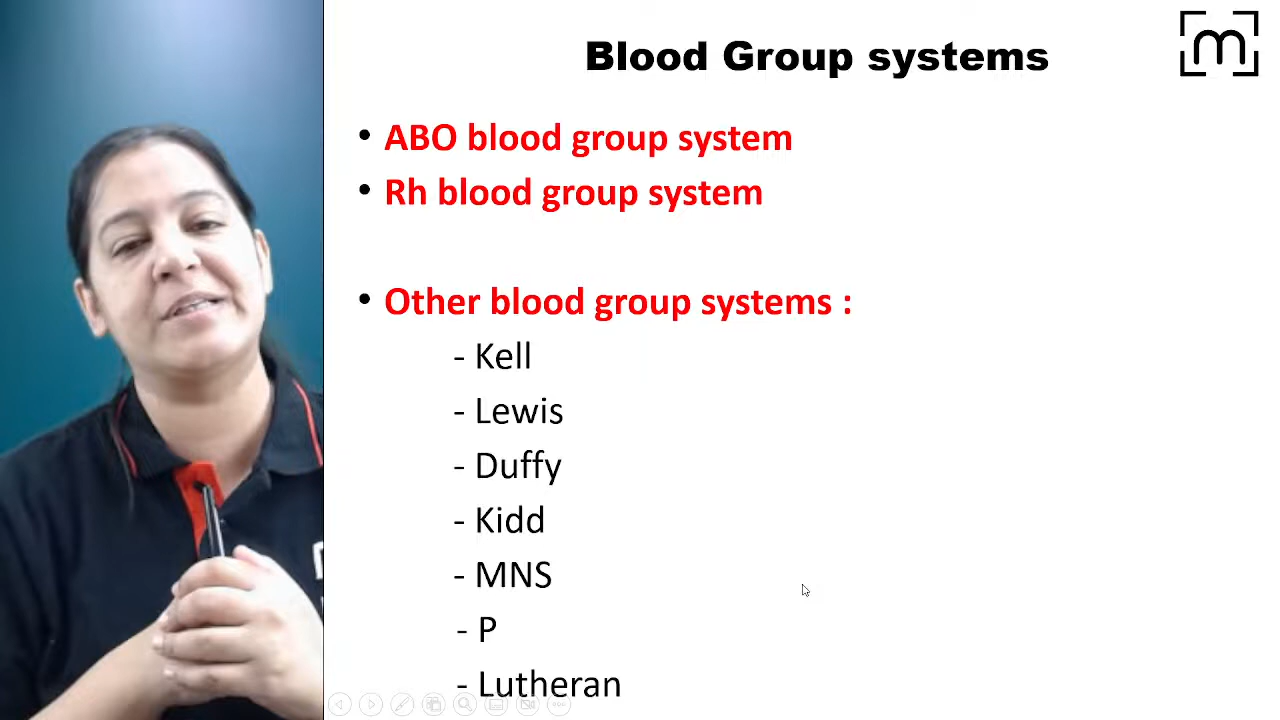 Blood Group systems
• ABO blood group system
• Rh blood group system
• Other blood group systems :
- Kell
- Lewis
- Duffy
- Kidd
- MNS
- P
- Lutheran